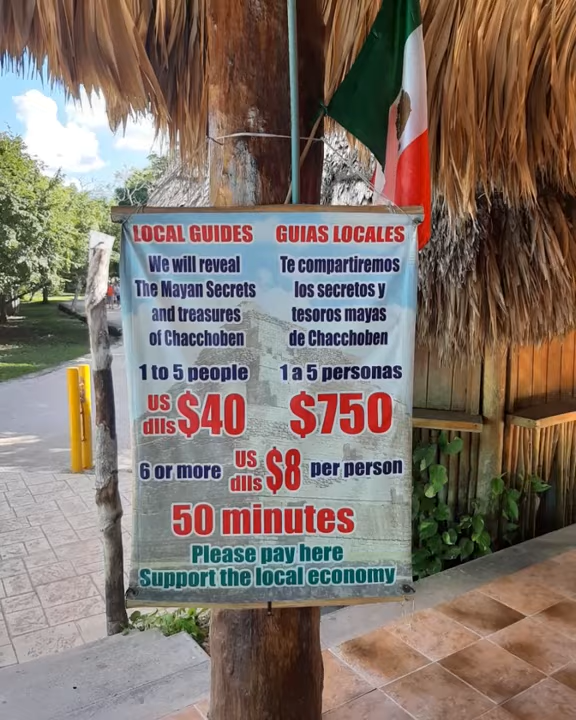 LOCAL GUIDES
We will reveal
The Mayan Secrets
and treasures
of Chacchoben
1 to 5 people
US dlls $40
GUIAS LOCALES
Te compartiremos
los secretos y
tesoros mayas
de Chacchoben
1 a 5 personas
$750
6 or more US dlls $8 per person
50 minutes
Please pay here
Support the local economy